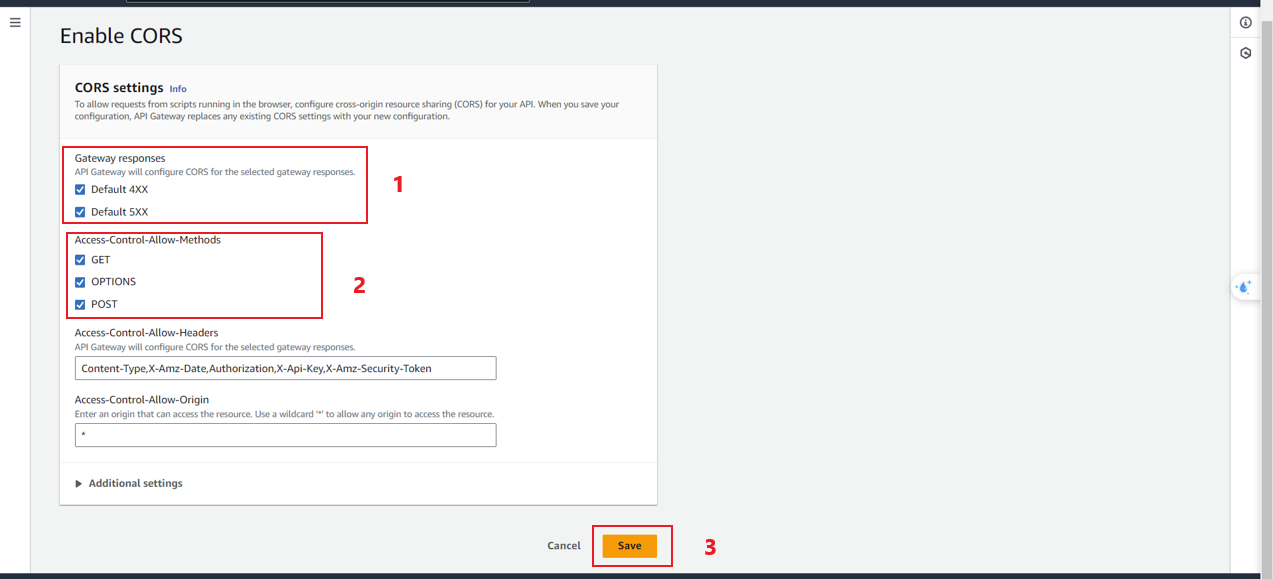 Enable CORS
CORS settings Info
To allow requests from scripts running in the browser, configure cross-origin resource sharing (CORS) for your API. When you save your
configuration, API Gateway replaces any existing CORS settings with your new configuration.
Gateway responses
API Gateway will configure CORS for the selected gateway responses.
Default 4XX
1
Default 5XX
Access-Control-Allow-Methods
GET
OPTIONS
2
POST
Access-Control-Allow-Headers
API Gateway will configure CORS for the selected gateway responses.
Content-Type,X-Amz-Date,Authorization,X-Api-Key,X-Amz-Security-Token
Access-Control-Allow-Origin
Enter an origin that can access the resource. Use a wildcard '*' to allow any origin to access the resource.
*
Additional settings
Cancel Save 3